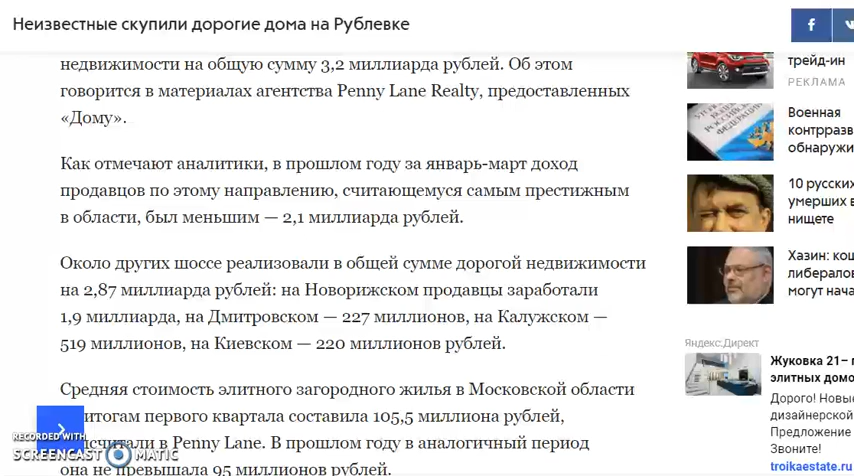 Неизвестные скупили дорогие дома на Рублевке
недвижимости на общую сумму 3,2 миллиарда рублей. Об этом
говорится в материалах агентства Penny Lane Realty, предоставленных
«Дому».
Как отмечают аналитики, в прошлом году за январь-март доход
продавцов по этому направлению, считающемуся самым престижным
в области, был меньшим — 2,1 миллиарда рублей.
Около других шоссе реализовали в общей сумме дорогой недвижимости
на 2,87 миллиарда рублей: на Новорижском продавцы заработали
1,9 миллиарда, на Дмитровском — 227 миллионов, на Калужском —
519 миллионов, на Киевском — 220 миллионов рублей.
Средняя стоимость элитного загородного жилья в Московской области
итогам первого квартала составила 105,5 миллиона рублей,
считали в Penny Lane. В прошлом году в аналогичный период
она не превышала 95 миллионов рублей.
RECORDED WITH
SCREENCAST MATIC
трейд-ин
РЕКЛАМА
Военная
контрразв
обнаружи
10 русских
умерших в
нищете
Хазин: кош
либералов
могут нача
Яндекс.Директ
Жуковка 21– п
элитных домо
Дорого! Новые
дизайнерской
Предложение
Звоните!
troikaestate.ru